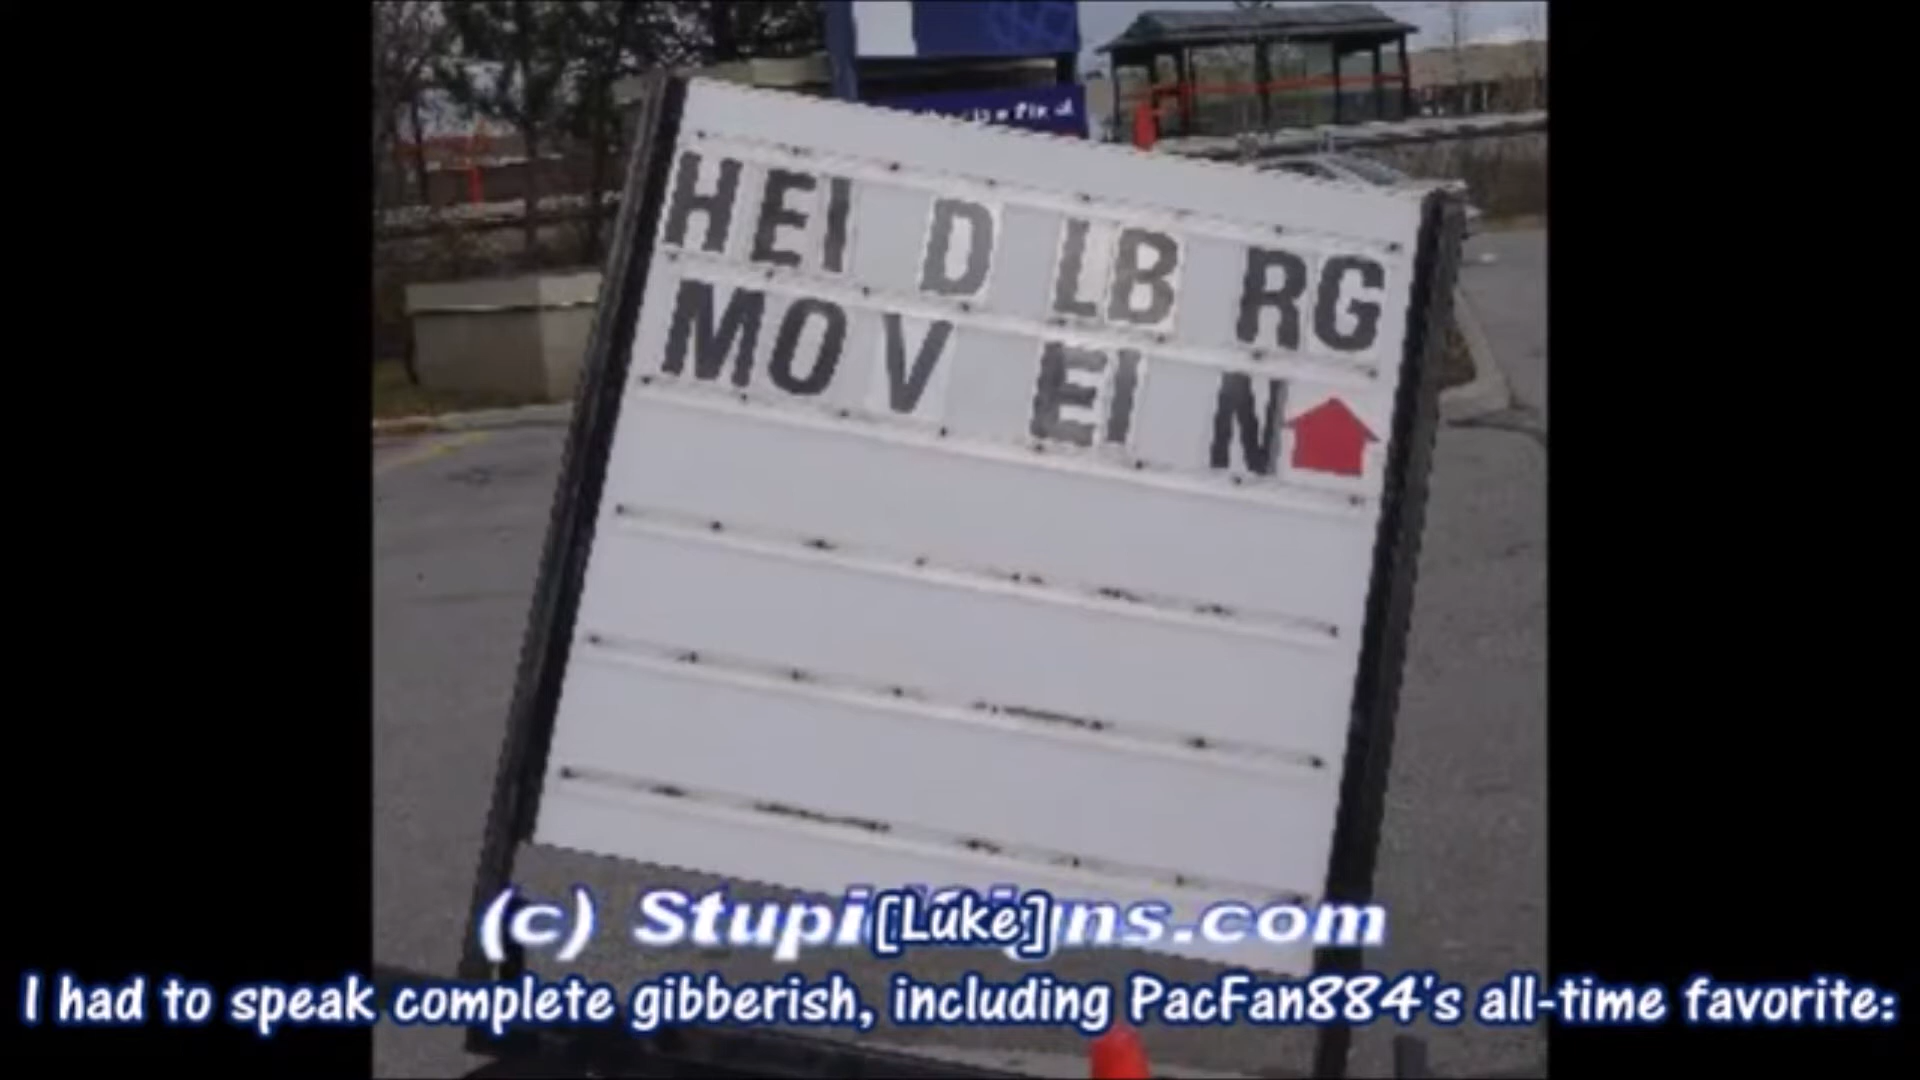 HEI D LB RG
MOV EI N
(c) Stupi
ns.com
[Luke]
I had to speak complete gibberish, including PacFan884's all-time favorite: